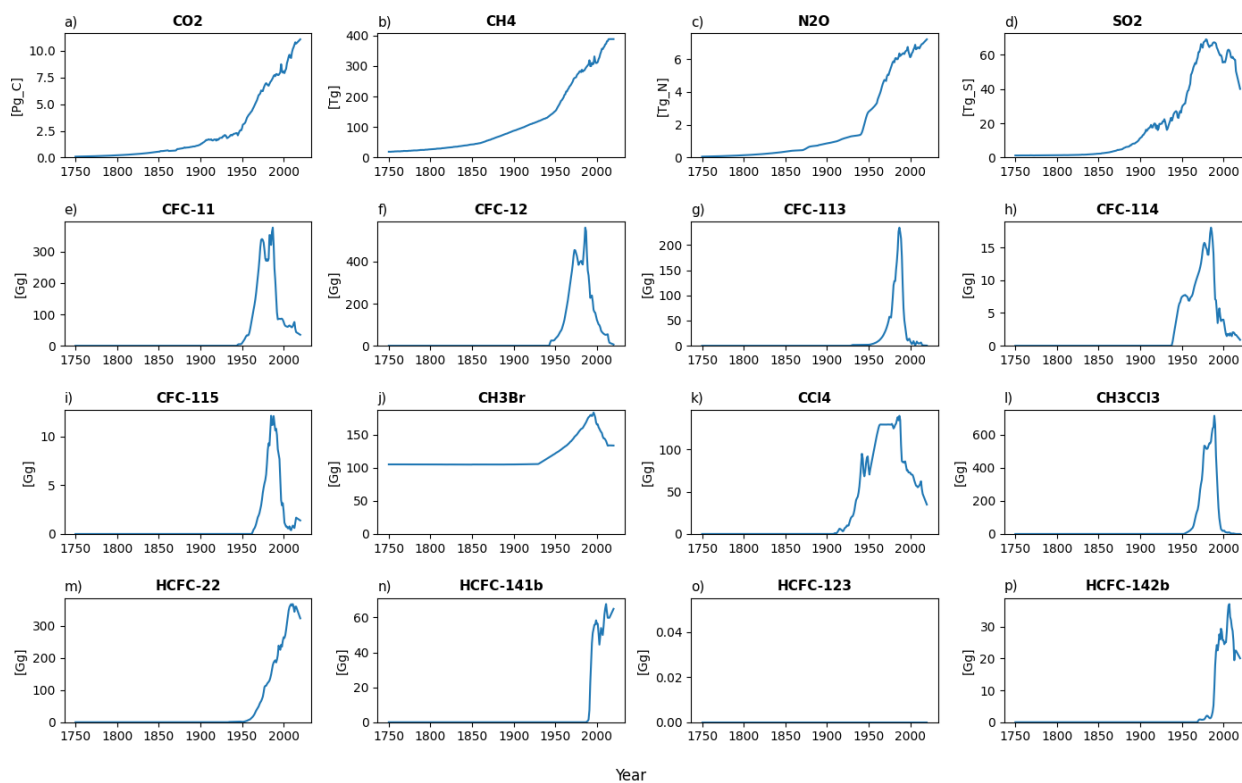 a) CO2
[Pg_C]
10.0
7.5
5.0
2.5
0.0
1750 1800 1850 1900 1950 2000
b) CH4
[Tg]
400
300
200
100
0
1750 1800 1850 1900 1950 2000
c) N2O
[Tg_N]
6
4
2
0
1750 1800 1850 1900 1950 2000
d) SO2
[Tg_S]
60
40
20
0
1750 1800 1850 1900 1950 2000
e) CFC-11
[Gg]
300
200
100
0
1750 1800 1850 1900 1950 2000
f) CFC-12
[Gg]
400
200
0
1750 1800 1850 1900 1950 2000
g) CFC-113
[Gg]
200
150
100
50
0
1750 1800 1850 1900 1950 2000
h) CFC-114
[Gg]
15
10
5
0
1750 1800 1850 1900 1950 2000
i) CFC-115
[Gg]
10
5
0
1750 1800 1850 1900 1950 2000
j) CH3Br
[Gg]
150
100
50
0
1750 1800 1850 1900 1950 2000
k) CCl4
[Gg]
100
50
0
1750 1800 1850 1900 1950 2000
l) CH3CCl3
[Gg]
600
400
200
0
1750 1800 1850 1900 1950 2000
m) HCFC-22
[Gg]
300
200
100
0
1750 1800 1850 1900 1950 2000
n) HCFC-141b
[Gg]
60
40
20
0
1750 1800 1850 1900 1950 2000
o) HCFC-123
[Gg]
0.04
0.02
0.00
1750 1800 1850 1900 1950 2000
p) HCFC-142b
[Gg]
30
20
10
0
1750 1800 1850 1900 1950 2000
Year